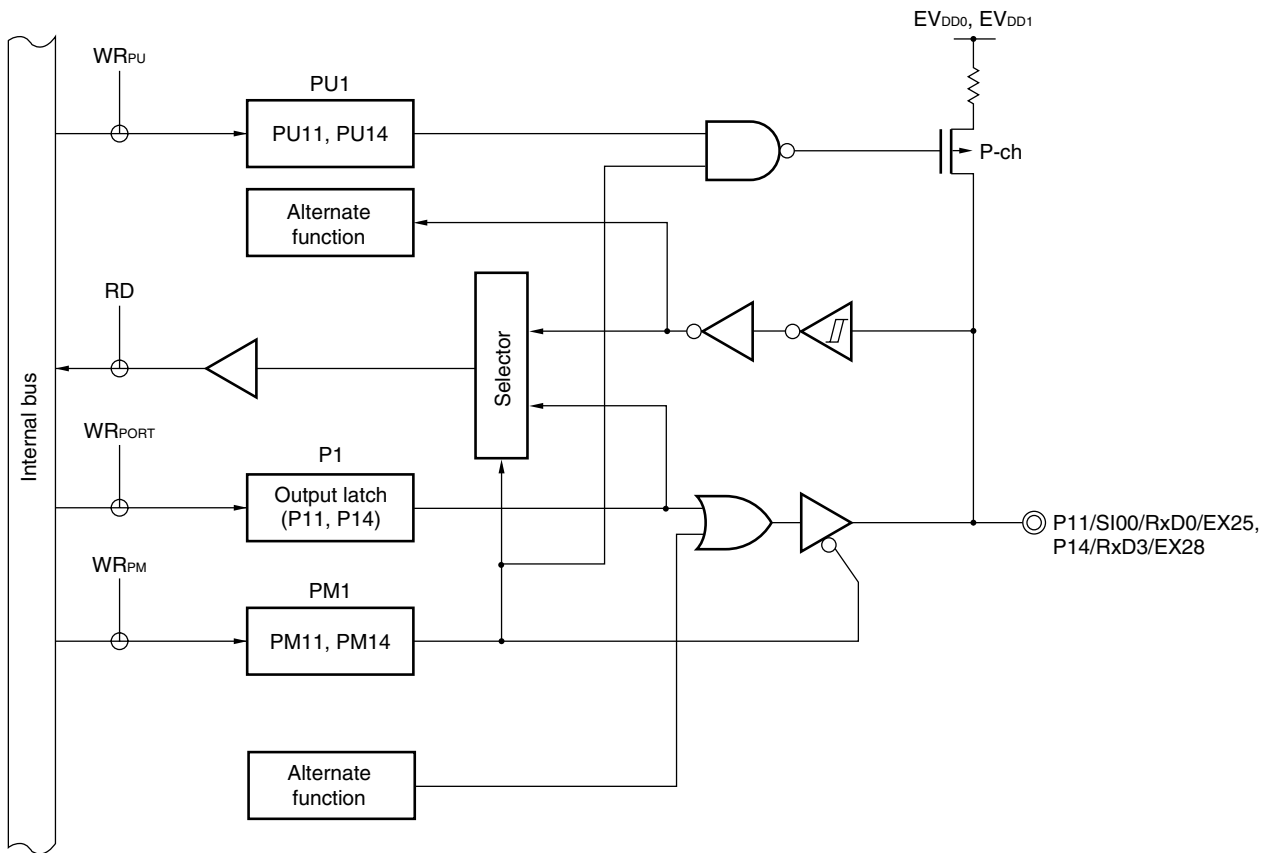 EVDD0, EVDD1
WRPU
PU1
PU11, PU14
P-ch
Alternate
function
RD
Selector
Internal bus
WRPORT
P1
Output latch
(P11, P14)
P11/SI00/RxD0/EX25,
P14/RxD3/EX28
WRPM
PM1
PM11, PM14
Alternate
function